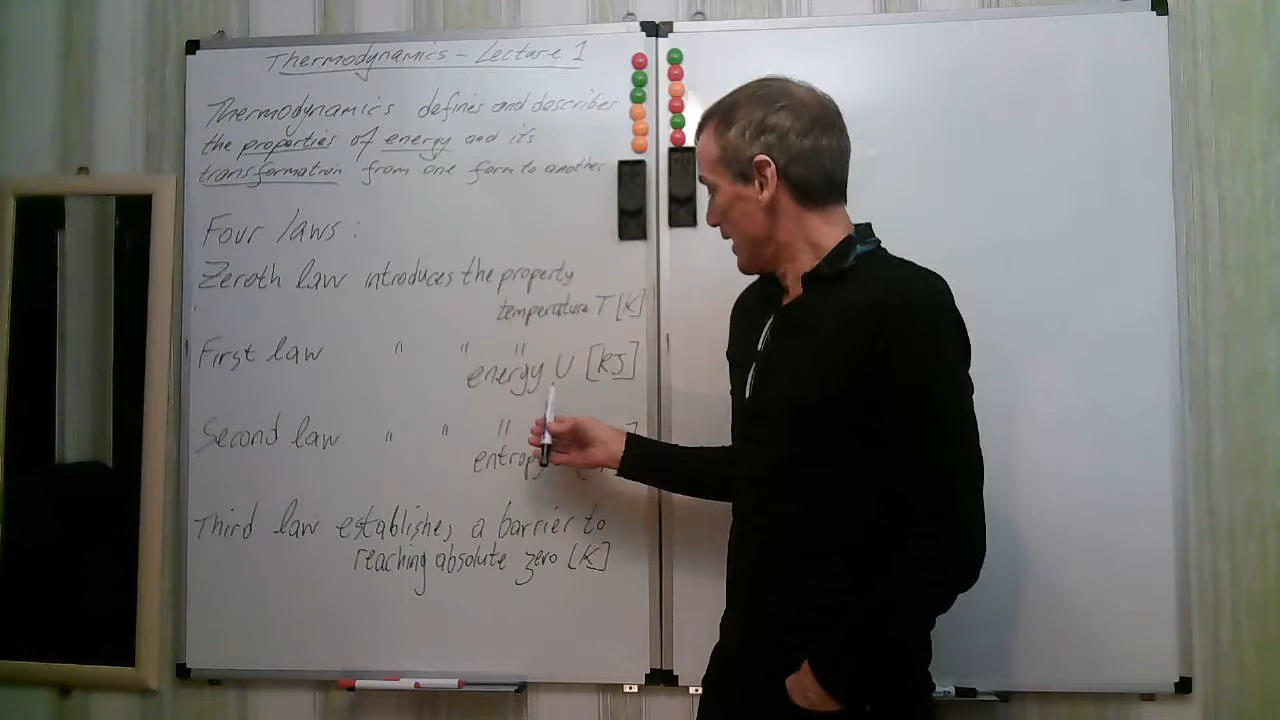 Thermodynamics - Lecture 1
Thermodynamics defines and describes
the properties of energy and its
transformation from one form to another
Four laws:
Zeroth law introduces the property
temperature T [K]
First law " " "
energy U [kJ]
Second law " " "
entropy
Third law establishes a barrier to
reaching absolute zero [K]